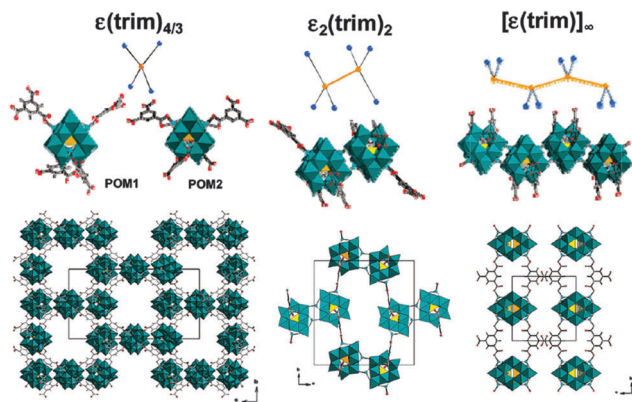 ε(trim)4/3
ε2(trim)2
[ε(trim)]∞
POM1
POM2
b
a
b
a
b